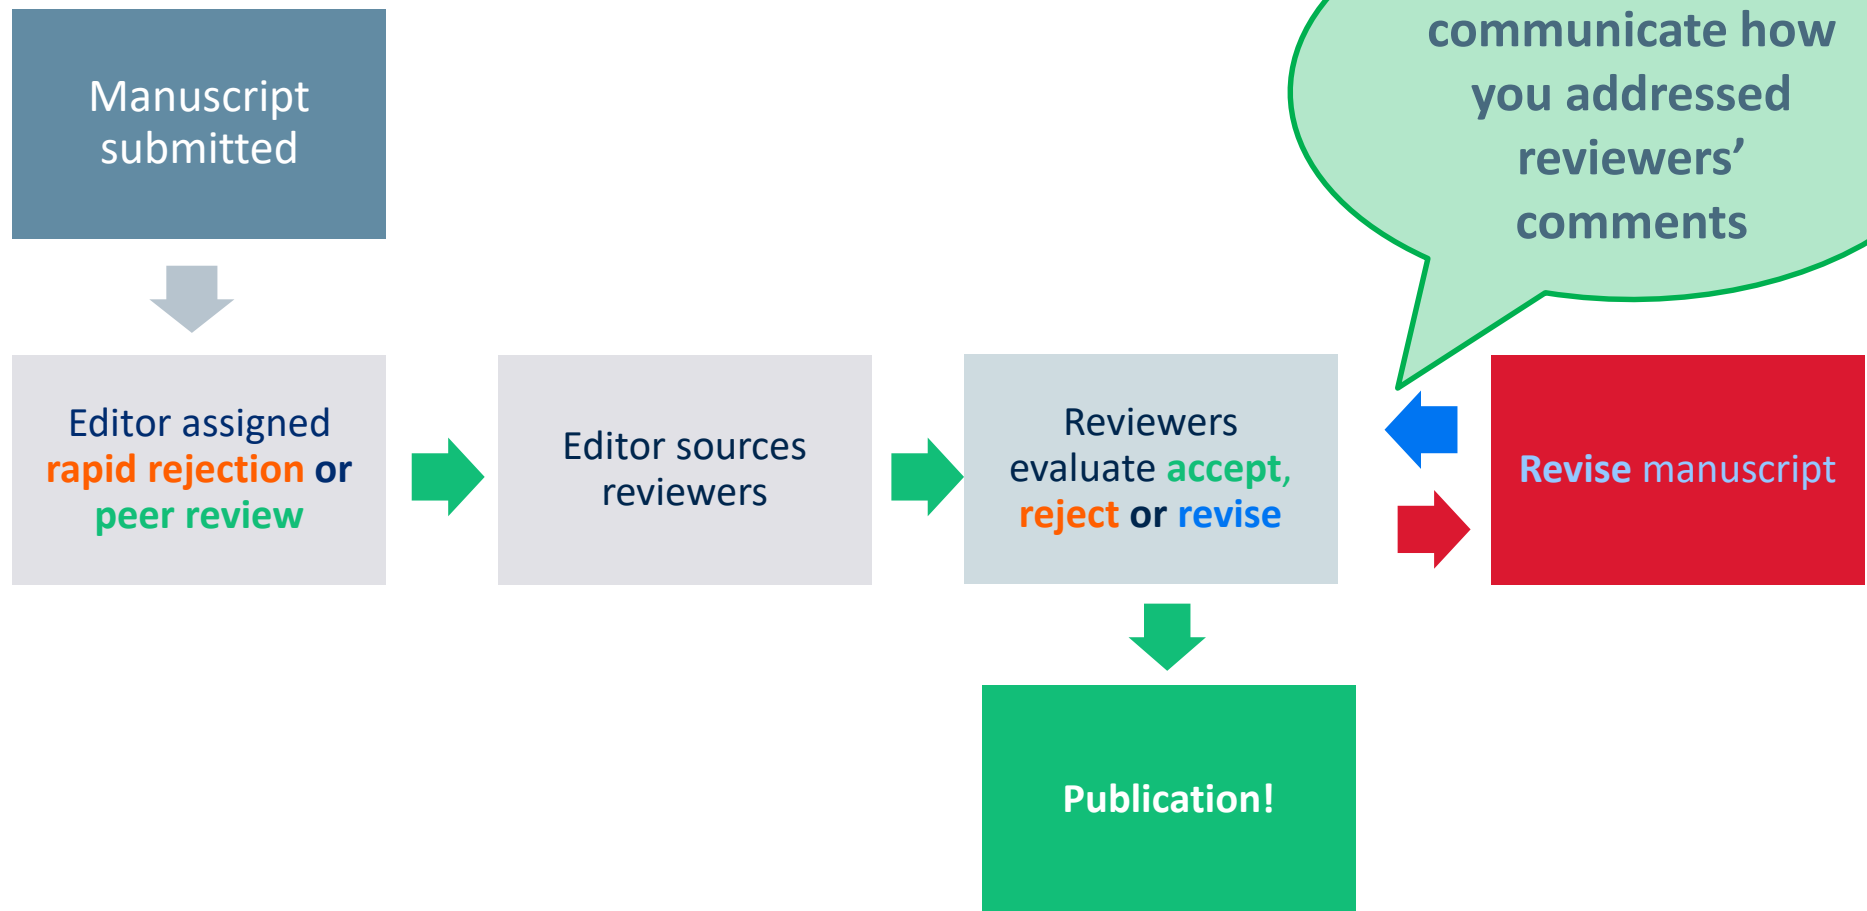 Manuscript
submitted
communicate how
you addressed
reviewers’
comments
Editor assigned
rapid rejection or
peer review
Editor sources
reviewers
Reviewers
evaluate accept,
reject or revise
Revise manuscript
Publication!